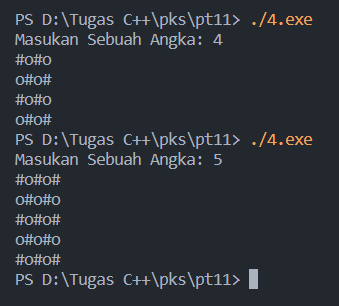 PS D:\Tugas C++\pks\pt11> ./4.exe
Masukan Sebuah Angka: 4
#o#o
o#o#
#o#o
o#o#
PS D:\Tugas C++\pks\pt11> ./4.exe
Masukan Sebuah Angka: 5
#o#o#
o#o#o
#o#o#
o#o#o
#o#o#
PS D:\Tugas C++\pks\pt11>